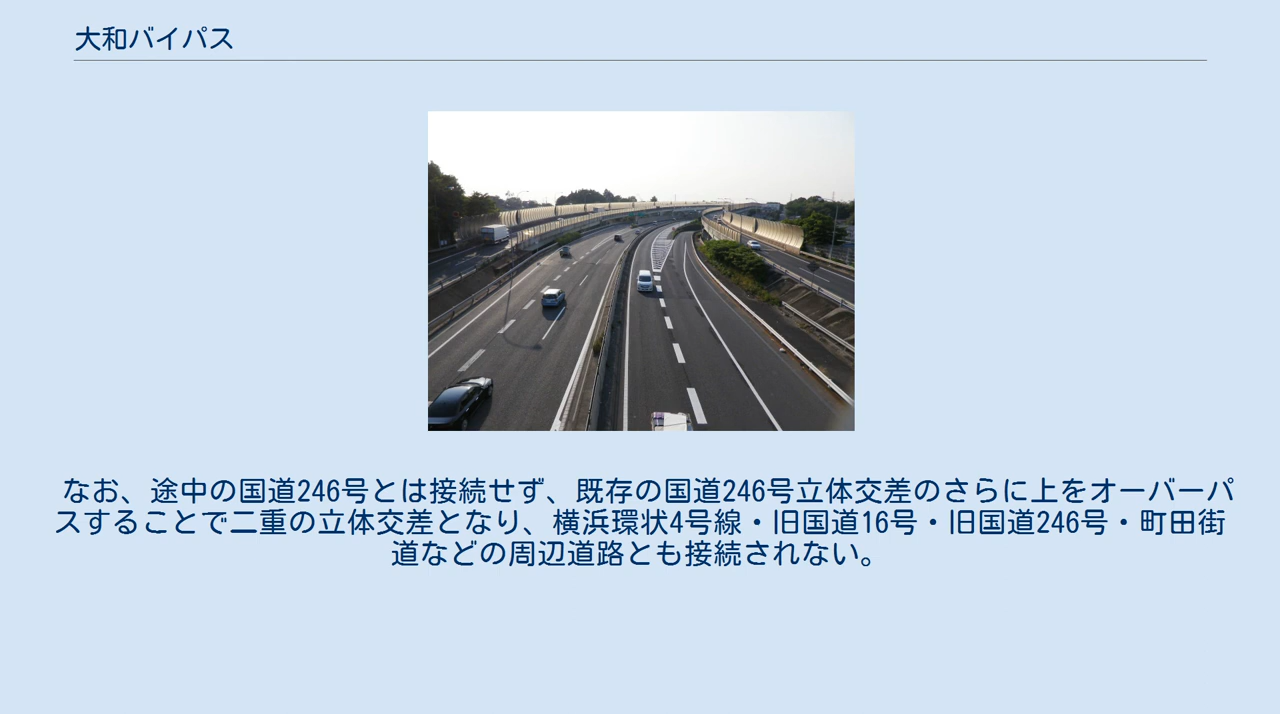 大和バイパス
なお、途中の国道246号とは接続せず、既存の国道246号立体交差のさらに上をオーバーパ
スすることで二重の立体交差となり、横浜環状4号線・旧国道16号・旧国道246号・町田街
道などの周辺道路とも接続されない。